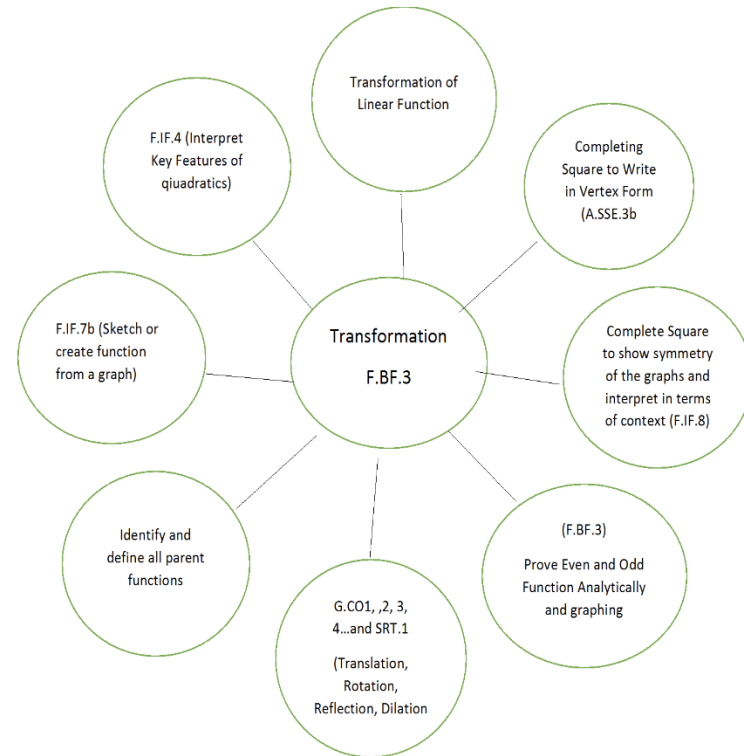 Transformation of
Linear Function
F.IF.4 (Interpret
Key Features of
qiuadratics)
Completing
Square to Write
in Vertex Form
(A.SSE.3b
Transformation
F.BF.3
F.IF.7b (Sketch or
create function
from a graph)
Complete Square
to show symmetry
of the graphs and
interpret in terms
of context (F.IF.8)
Identify and
define all parent
functions
(F.BF.3)
Prove Even and Odd
Function Analytically
and graphing
G.CO1, ,2, 3,
4...and SRT.1
(Translation,
Rotation,
Reflection, Dilation